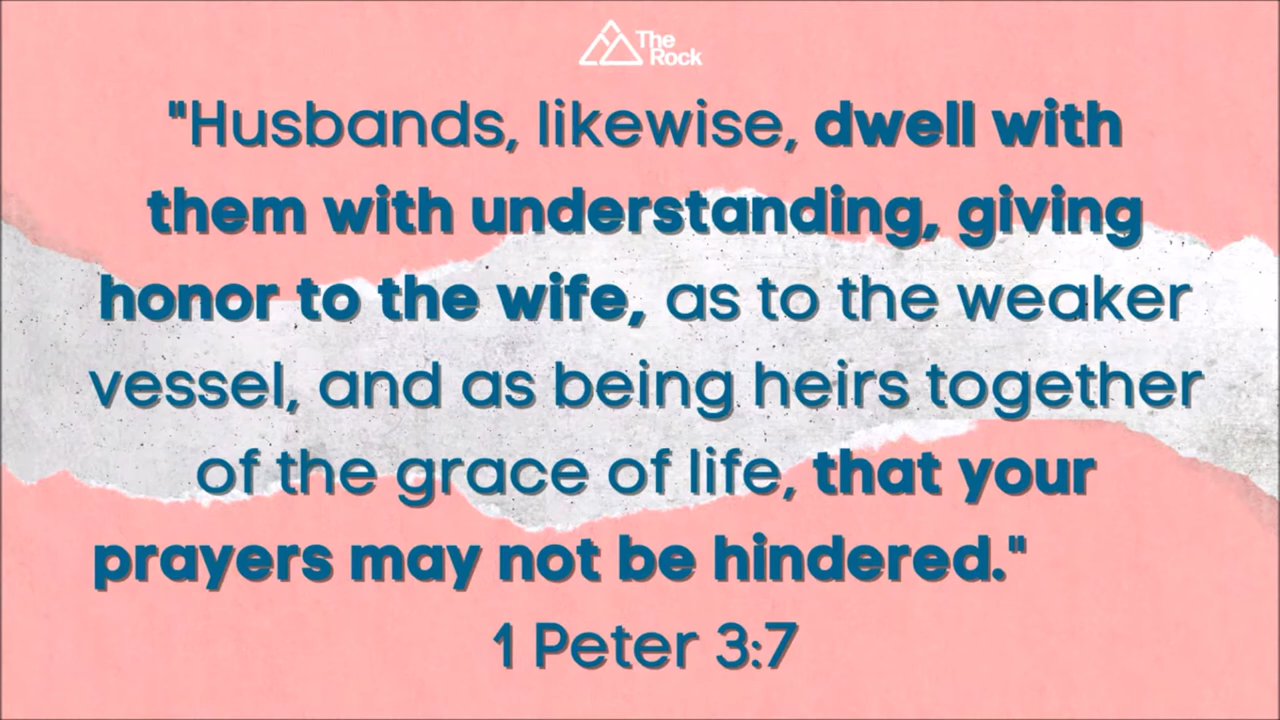 The
Rock
"Husbands, likewise, dwell with
them with understanding, giving
honor to the wife, as to the weaker
vessel, and as being heirs together
of the grace of life, that your
prayers may not be hindered."
1 Peter 3:7